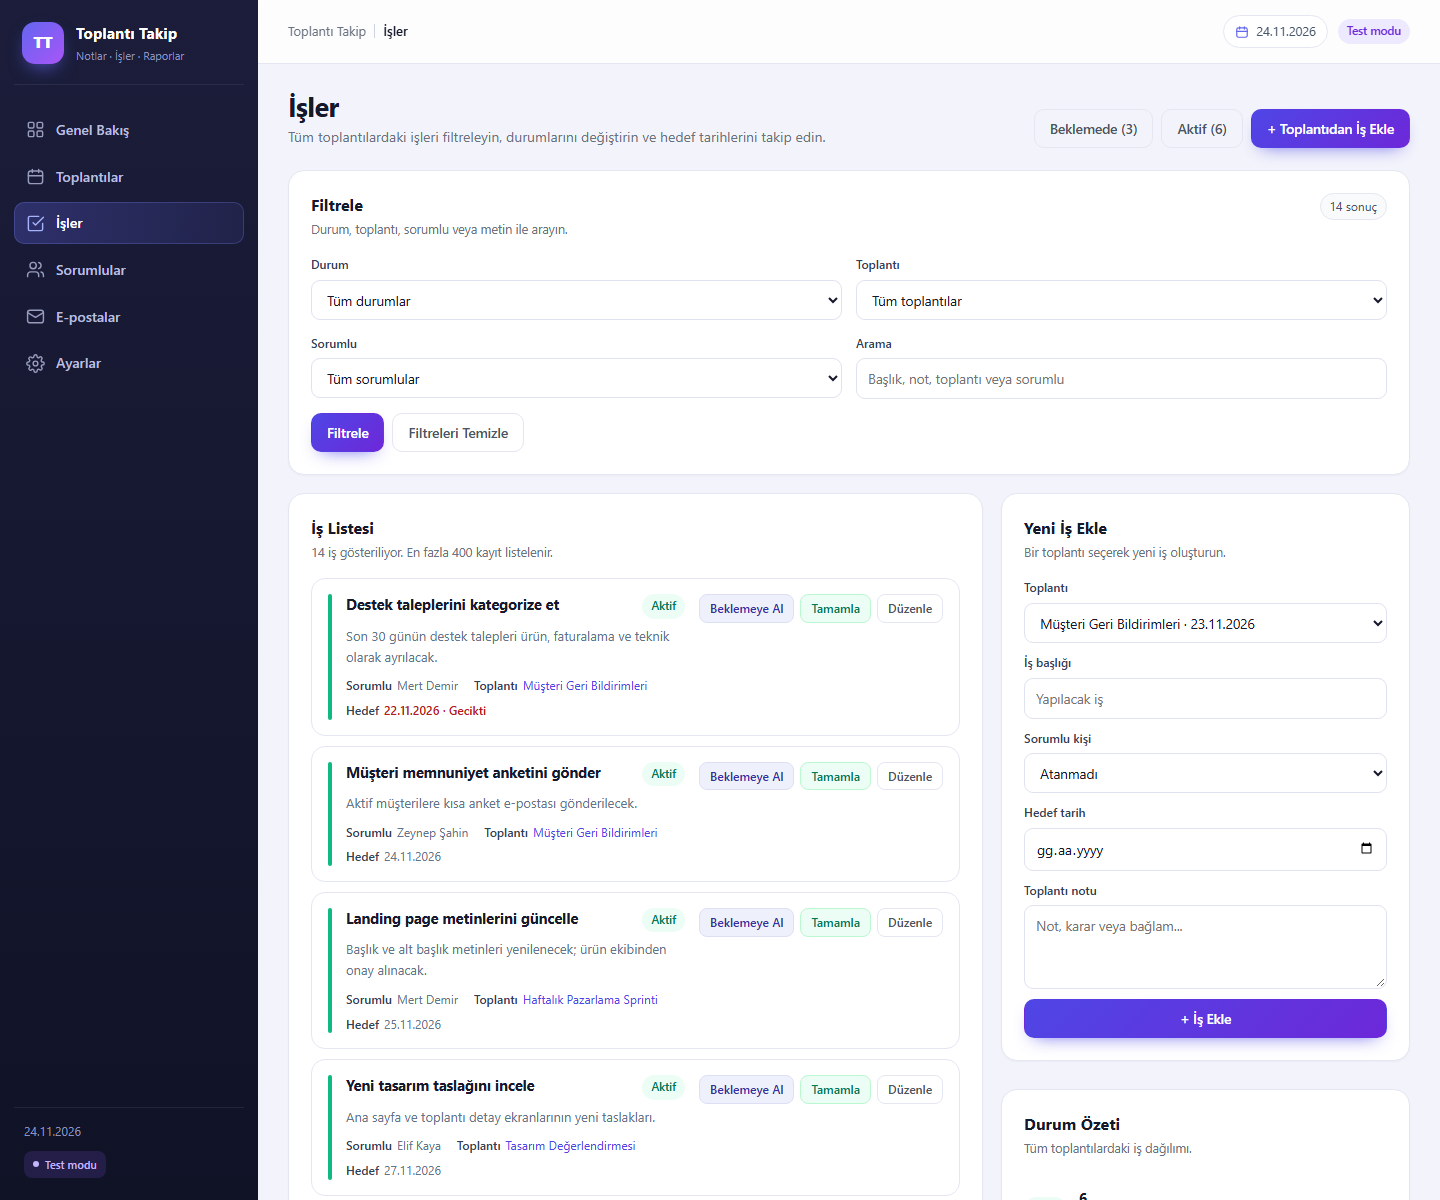 TT
Toplantı Takip
Notlar · İşler · Raporlar
Genel Bakış
Toplantılar
İşler
Sorumlular
E-postalar
Ayarlar
24.11.2026
Test modu
Toplantı Takip
İşler
24.11.2026
Test modu
İşler
Tüm toplantılardaki işleri filtreleyin, durumlarını değiştirin ve hedef tarihlerini takip edin.
Beklemede (3)
Aktif (6)
+ Toplantıdan İş Ekle
Filtrele
14 sonuç
Durum, toplantı, sorumlu veya metin ile arayın.
Durum
Toplantı
Tüm durumlar
Tüm toplantılar
Sorumlu
Arama
Tüm sorumlular
Başlık, not, toplantı veya sorumlu
Filtrele
Filtreleri Temizle
İş Listesi
14 iş gösteriliyor. En fazla 400 kayıt listelenir.
Destek taleplerini kategorize et
Aktif
Beklemeye Al
Tamamla
Düzenle
Son 30 günün destek talepleri ürün, faturalama ve teknik
olarak ayrılacak.
Sorumlu Mert Demir Toplantı Müşteri Geri Bildirimleri
Hedef 22.11.2026 · Gecikti
Müşteri memnuniyet anketini gönder
Aktif
Beklemeye Al
Tamamla
Düzenle
Aktif müşterilere kısa anket e-postası gönderilecek.
Sorumlu Zeynep Şahin Toplantı Müşteri Geri Bildirimleri
Hedef 24.11.2026
Landing page metinlerini güncelle
Aktif
Beklemeye Al
Tamamla
Düzenle
Başlık ve alt başlık metinleri yenilenecek; ürün ekibinden
onay alınacak.
Sorumlu Mert Demir Toplantı Haftalık Pazarlama Sprinti
Hedef 25.11.2026
Yeni tasarım taslağını incele
Aktif
Beklemeye Al
Tamamla
Düzenle
Ana sayfa ve toplantı detay ekranlarının yeni taslakları.
Sorumlu Elif Kaya Toplantı Tasarım Değerlendirmesi
Hedef 27.11.2026
Yeni İş Ekle
Bir toplantı seçerek yeni iş oluşturun.
Toplantı
Müşteri Geri Bildirimleri · 23.11.2026
İş başlığı
Yapılacak iş
Sorumlu kişi
Atanmadı
Hedef tarih
gg.aa.yyyy
Toplantı notu
Not, karar veya bağlam...
+ İş Ekle
Durum Özeti
Tüm toplantılardaki iş dağılımı.
6